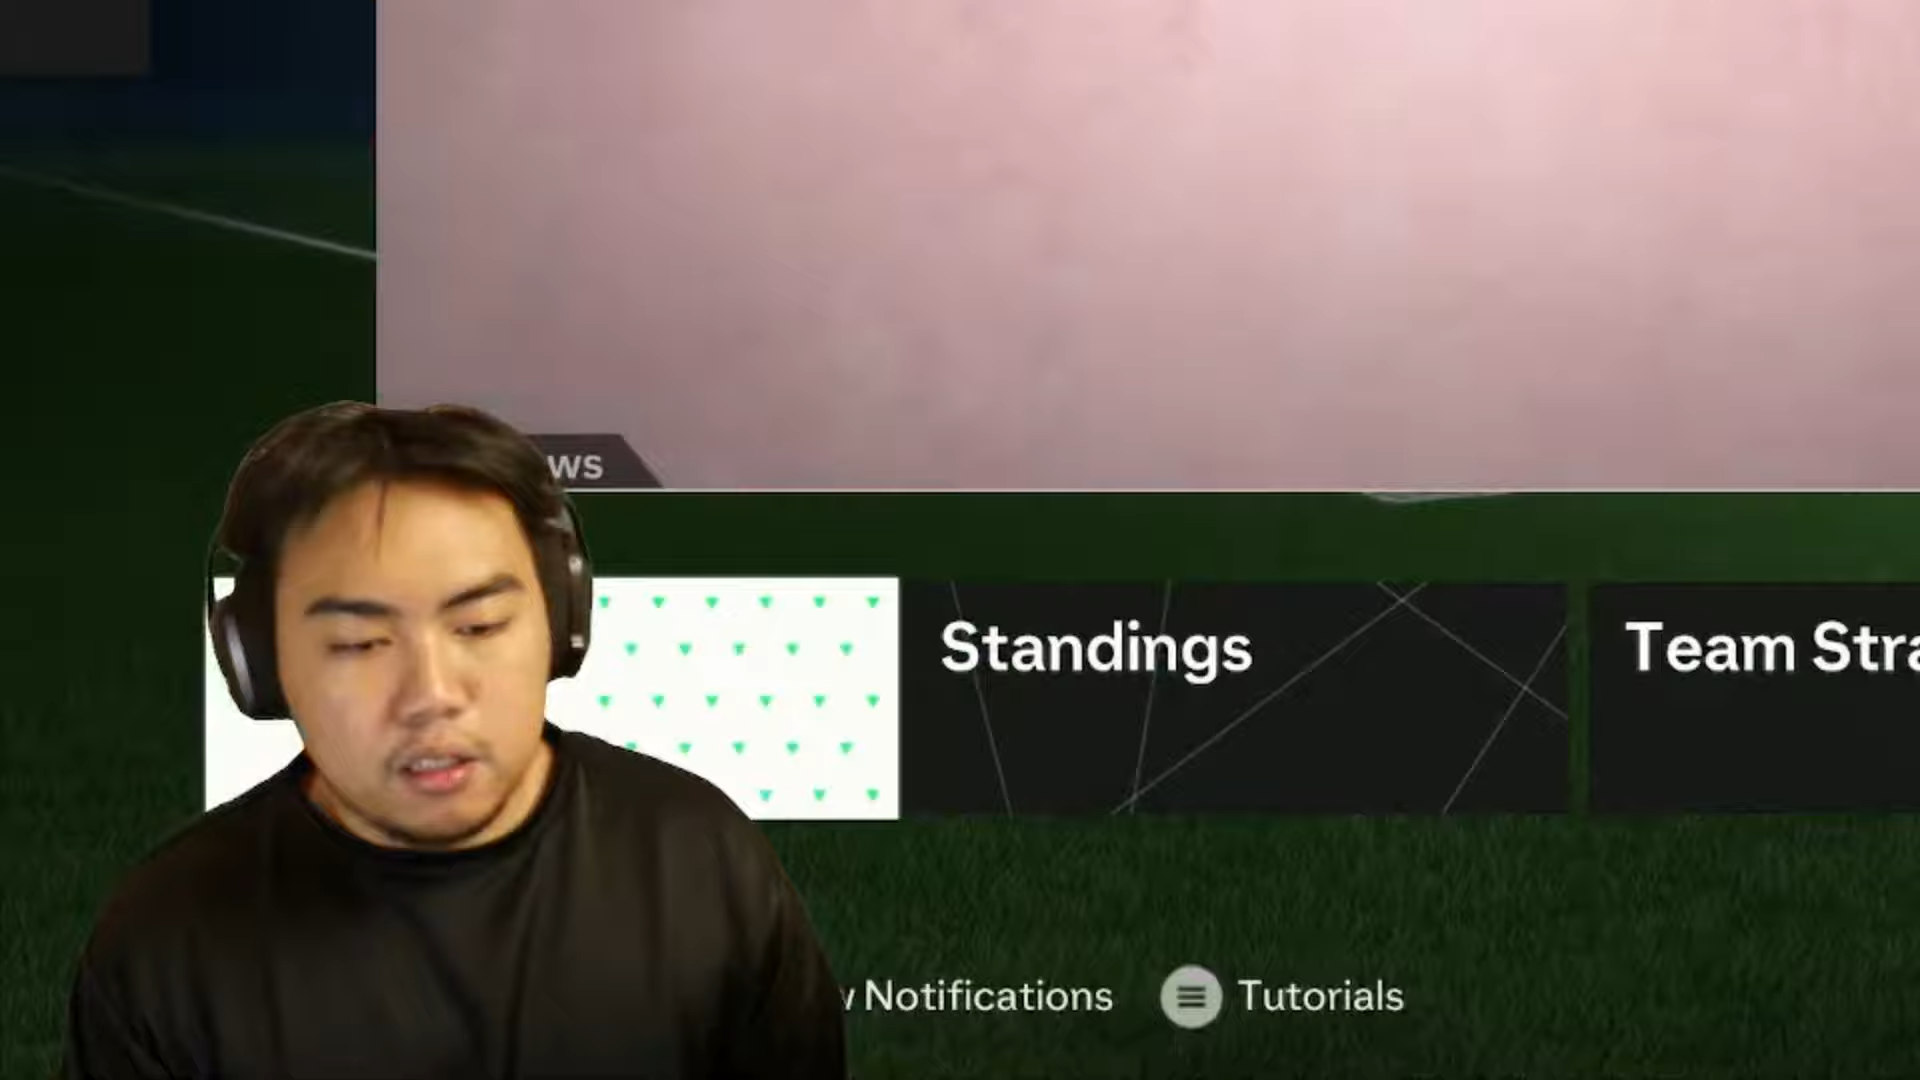 WS
Standings
Team Stra
w Notifications
Tutorials